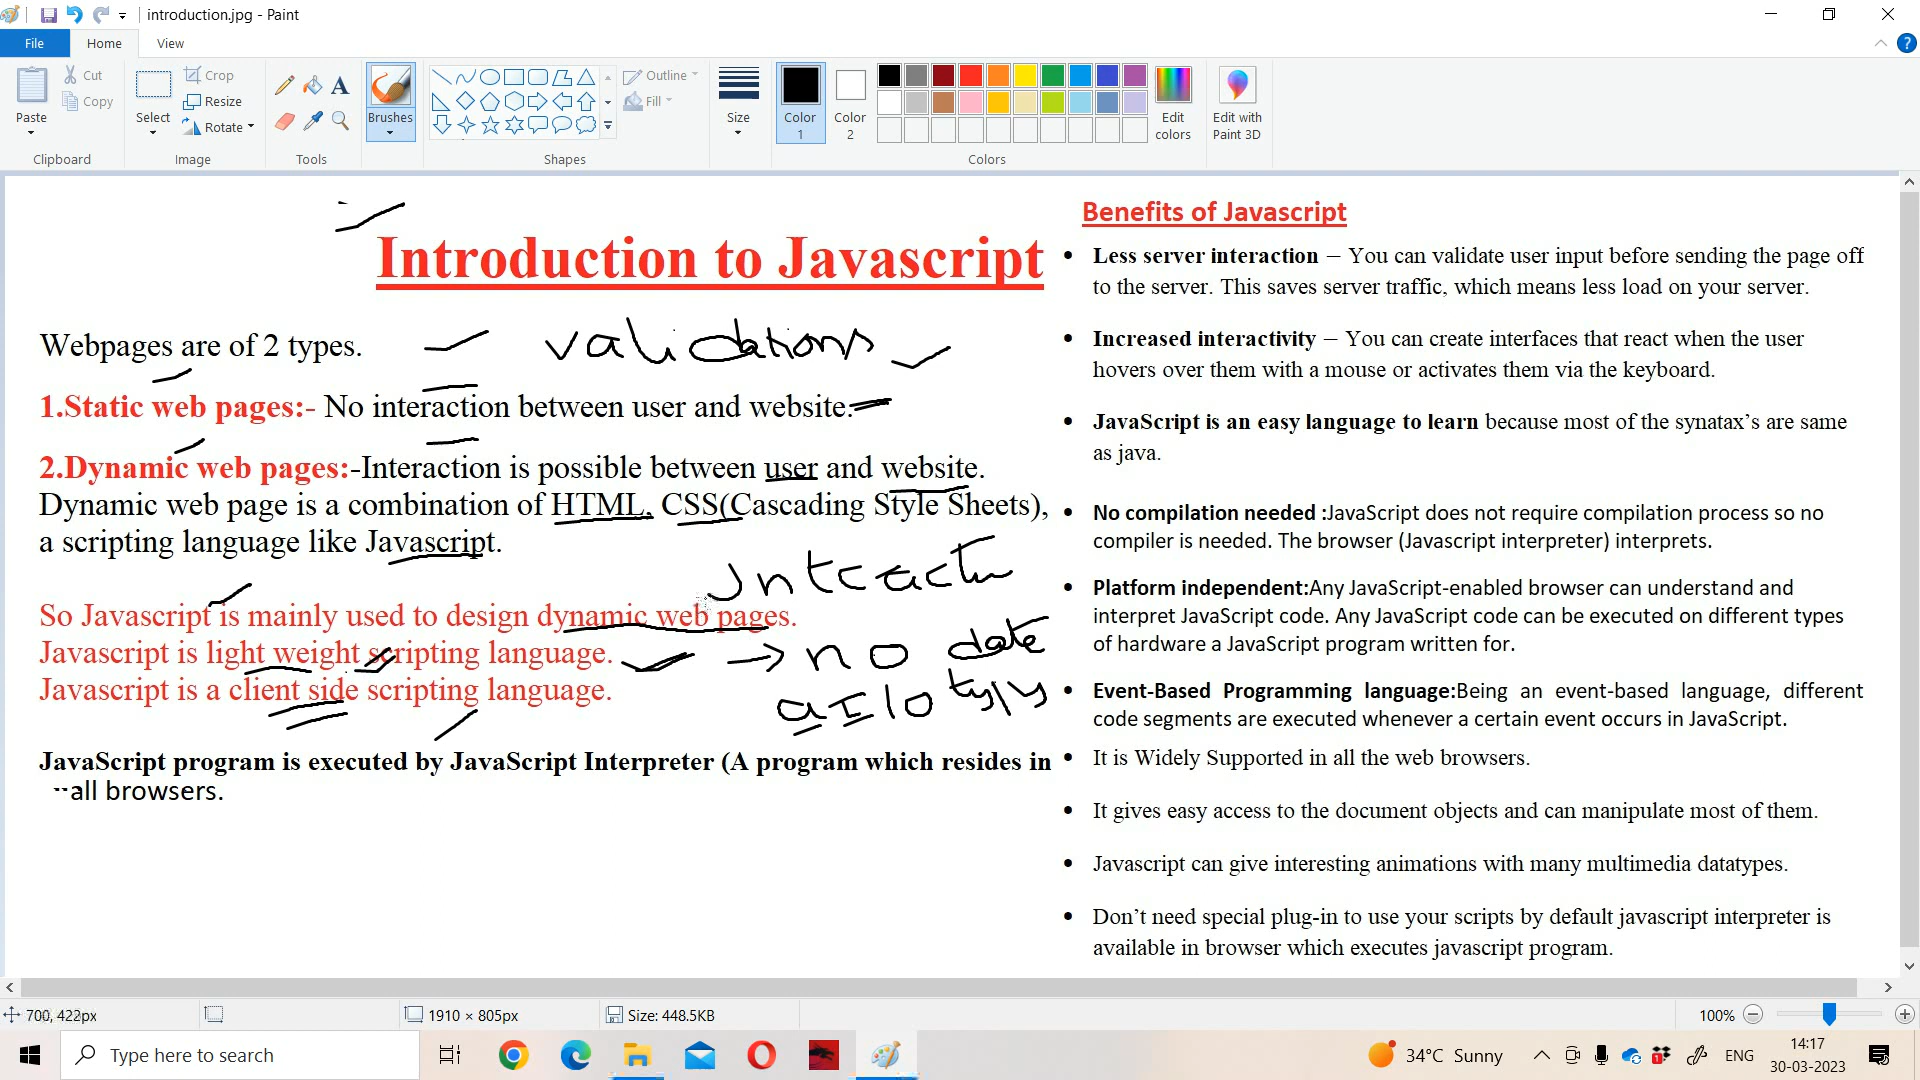 introduction.jpg - Paint
File Home View
Paste
Cut
Copy
Clipboard
Select
Crop
Resize
Rotate
Image
A
Tools
Brushes
Outline
Fill
Shapes
Size
Color 1
Color 2
Edit colors
Edit with Paint 3D
Colors
Introduction to Javascript
Webpages are of 2 types.
validations
1.Static web pages:- No interaction between user and website.
2.Dynamic web pages:-Interaction is possible between user and website.
Dynamic web page is a combination of HTML, CSS(Cascading Style Sheets),
a scripting language like Javascript.
So Javascript is mainly used to design dynamic web pages.
Javascript is light weight scripting language.
no date
Javascript is a client side scripting language.
JavaScript program is executed by JavaScript Interpreter (A program which resides in
all browsers.
Benefits of Javascript
• Less server interaction − You can validate user input before sending the page off
to the server. This saves server traffic, which means less load on your server.
• Increased interactivity − You can create interfaces that react when the user
hovers over them with a mouse or activates them via the keyboard.
• JavaScript is an easy language to learn because most of the synatax’s are same
as java.
• No compilation needed :JavaScript does not require compilation process so no
compiler is needed. The browser (Javascript interpreter) interprets.
• Platform independent:Any JavaScript-enabled browser can understand and
interpret JavaScript code. Any JavaScript code can be executed on different types
of hardware a JavaScript program written for.
• Event-Based Programming language:Being an event-based language, different
code segments are executed whenever a certain event occurs in JavaScript.
• It is Widely Supported in all the web browsers.
• It gives easy access to the document objects and can manipulate most of them.
• Javascript can give interesting animations with many multimedia datatypes.
• Don’t need special plug-in to use your scripts by default javascript interpreter is
available in browser which executes javascript program.
700, 428px
1910 × 805px
Size: 448.5KB
100%
Type here to search
34°C Sunny
ENG
14:17
30-03-2023